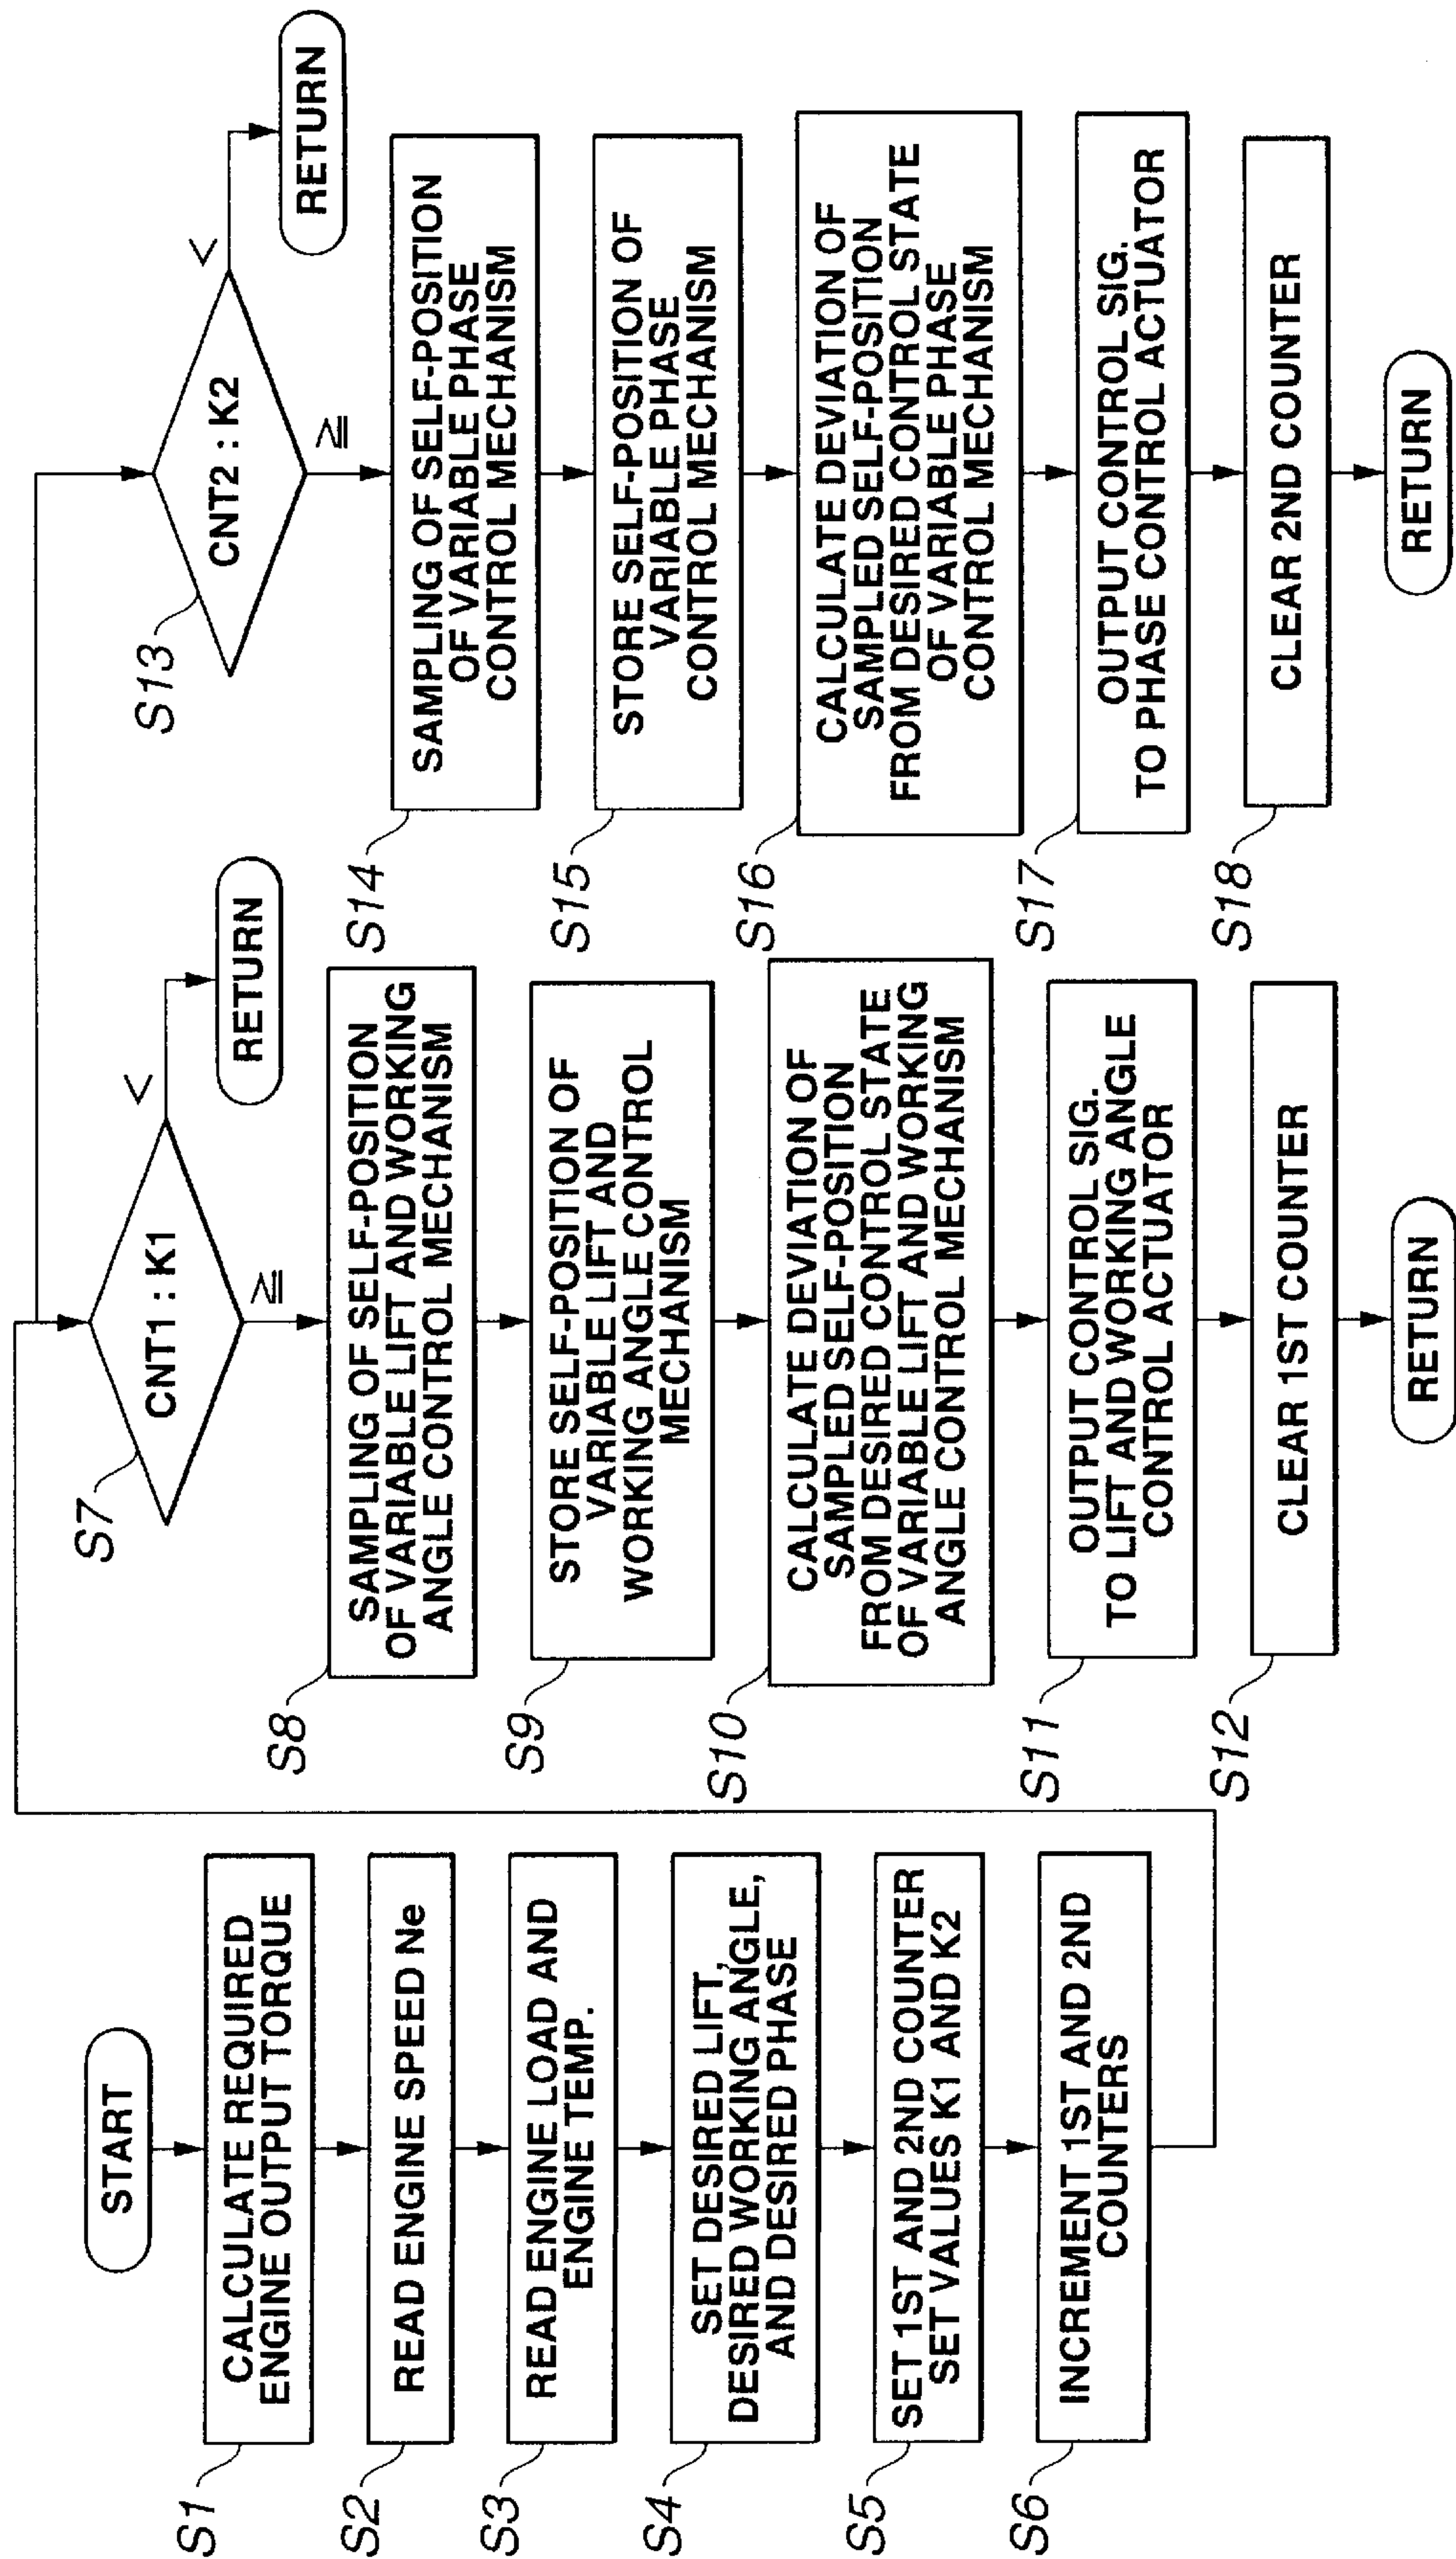 START
S1
CALCULATE REQUIRED
ENGINE OUTPUT TORQUE
S2
READ ENGINE SPEED Ne
S3
READ ENGINE LOAD AND
ENGINE TEMP.
S4
SET DESIRED LIFT,
DESIRED WORKING ANGLE,
AND DESIRED PHASE
S5
SET 1ST AND 2ND COUNTER
SET VALUES K1 AND K2
S6
INCREMENT 1ST AND 2ND
COUNTERS
S7
CNT1 : K1
<
RETURN
≧
S8
SAMPLING OF SELF-POSITION
OF VARIABLE LIFT AND WORKING
ANGLE CONTROL MECHANISM
S9
STORE SELF-POSITION OF
VARIABLE LIFT AND
WORKING ANGLE CONTROL
MECHANISM
S10
CALCULATE DEVIATION OF
SAMPLED SELF-POSITION
FROM DESIRED CONTROL STATE
OF VARIABLE LIFT AND WORKING
ANGLE CONTROL MECHANISM
S11
OUTPUT CONTROL SIG.
TO LIFT AND WORKING ANGLE
CONTROL ACTUATOR
S12
CLEAR 1ST COUNTER
RETURN
S13
CNT2 : K2
<
RETURN
≧
S14
SAMPLING OF SELF-POSITION
OF VARIABLE PHASE
CONTROL MECHANISM
S15
STORE SELF-POSITION OF
VARIABLE PHASE
CONTROL MECHANISM
S16
CALCULATE DEVIATION OF
SAMPLED SELF-POSITION
FROM DESIRED CONTROL STATE
OF VARIABLE PHASE
CONTROL MECHANISM
S17
OUTPUT CONTROL SIG.
TO PHASE CONTROL ACTUATOR
S18
CLEAR 2ND COUNTER
RETURN